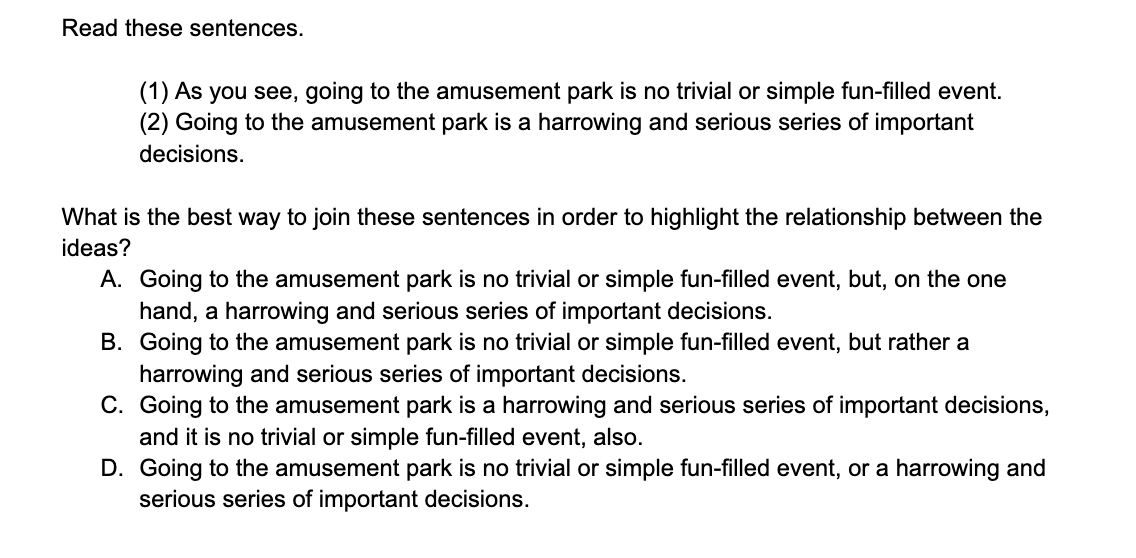 Read these sentences.
(1) As you see, going to the amusement park is no trivial or simple fun-filled event.
(2) Going to the amusement park is a harrowing and serious series of important
decisions.
What is the best way to join these sentences in order to highlight the relationship between the
ideas?
A. Going to the amusement park is no trivial or simple fun-filled event, but, on the one
hand, a harrowing and serious series of important decisions.
B. Going to the amusement park is no trivial or simple fun-filled event, but rather a
harrowing and serious series of important decisions.
C. Going to the amusement park is a harrowing and serious series of important decisions,
and it is no trivial or simple fun-filled event, also.
D. Going to the amusement park is no trivial or simple fun-filled event, or a harrowing and
serious series of important decisions.